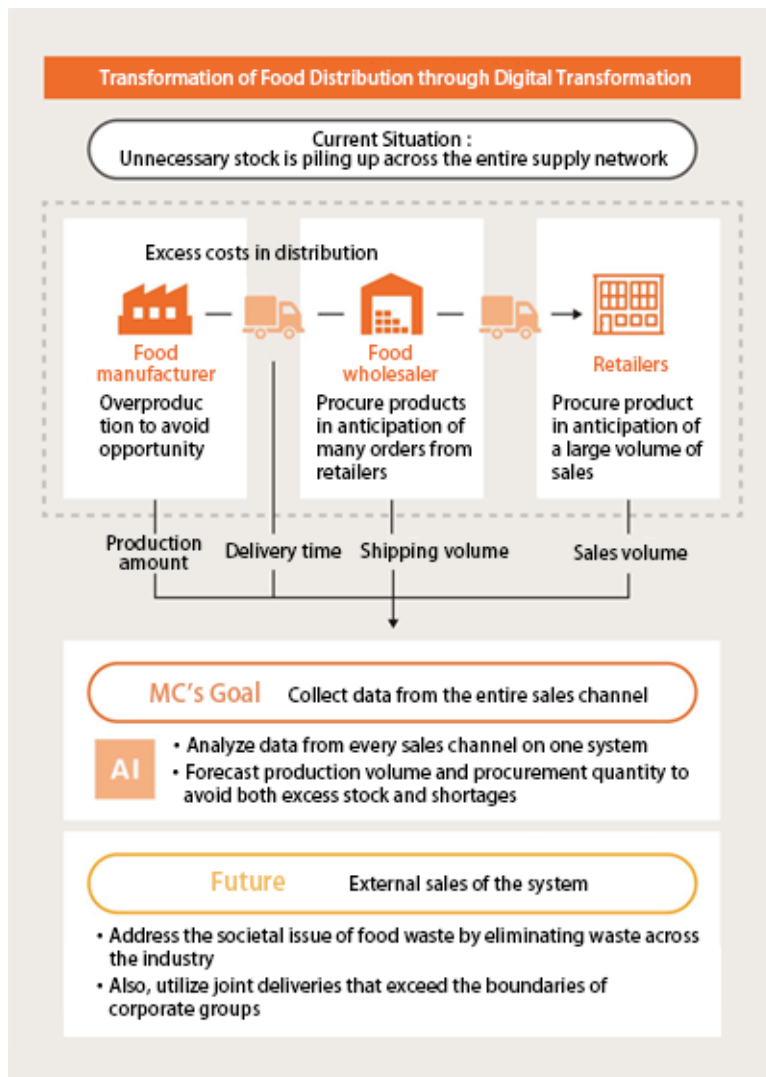 Transformation of Food Distribution through Digital Transformation
Current Situation :
Unnecessary stock is piling up across the entire supply network
Excess costs in distribution
Food
manufacturer
Overproduc
tion to avoid
opportunity
Food
wholesaler
Procure products
in anticipation of
many orders from
retailers
Retailers
Procure product
in anticipation of
a large volume of
sales
Production
amount
Delivery time
Shipping volume
Sales volume
MC's Goal Collect data from the entire sales channel
AI
• Analyze data from every sales channel on one system
• Forecast production volume and procurement quantity to
avoid both excess stock and shortages
Future External sales of the system
• Address the societal issue of food waste by eliminating waste across
the industry
• Also, utilize joint deliveries that exceed the boundaries of
corporate groups